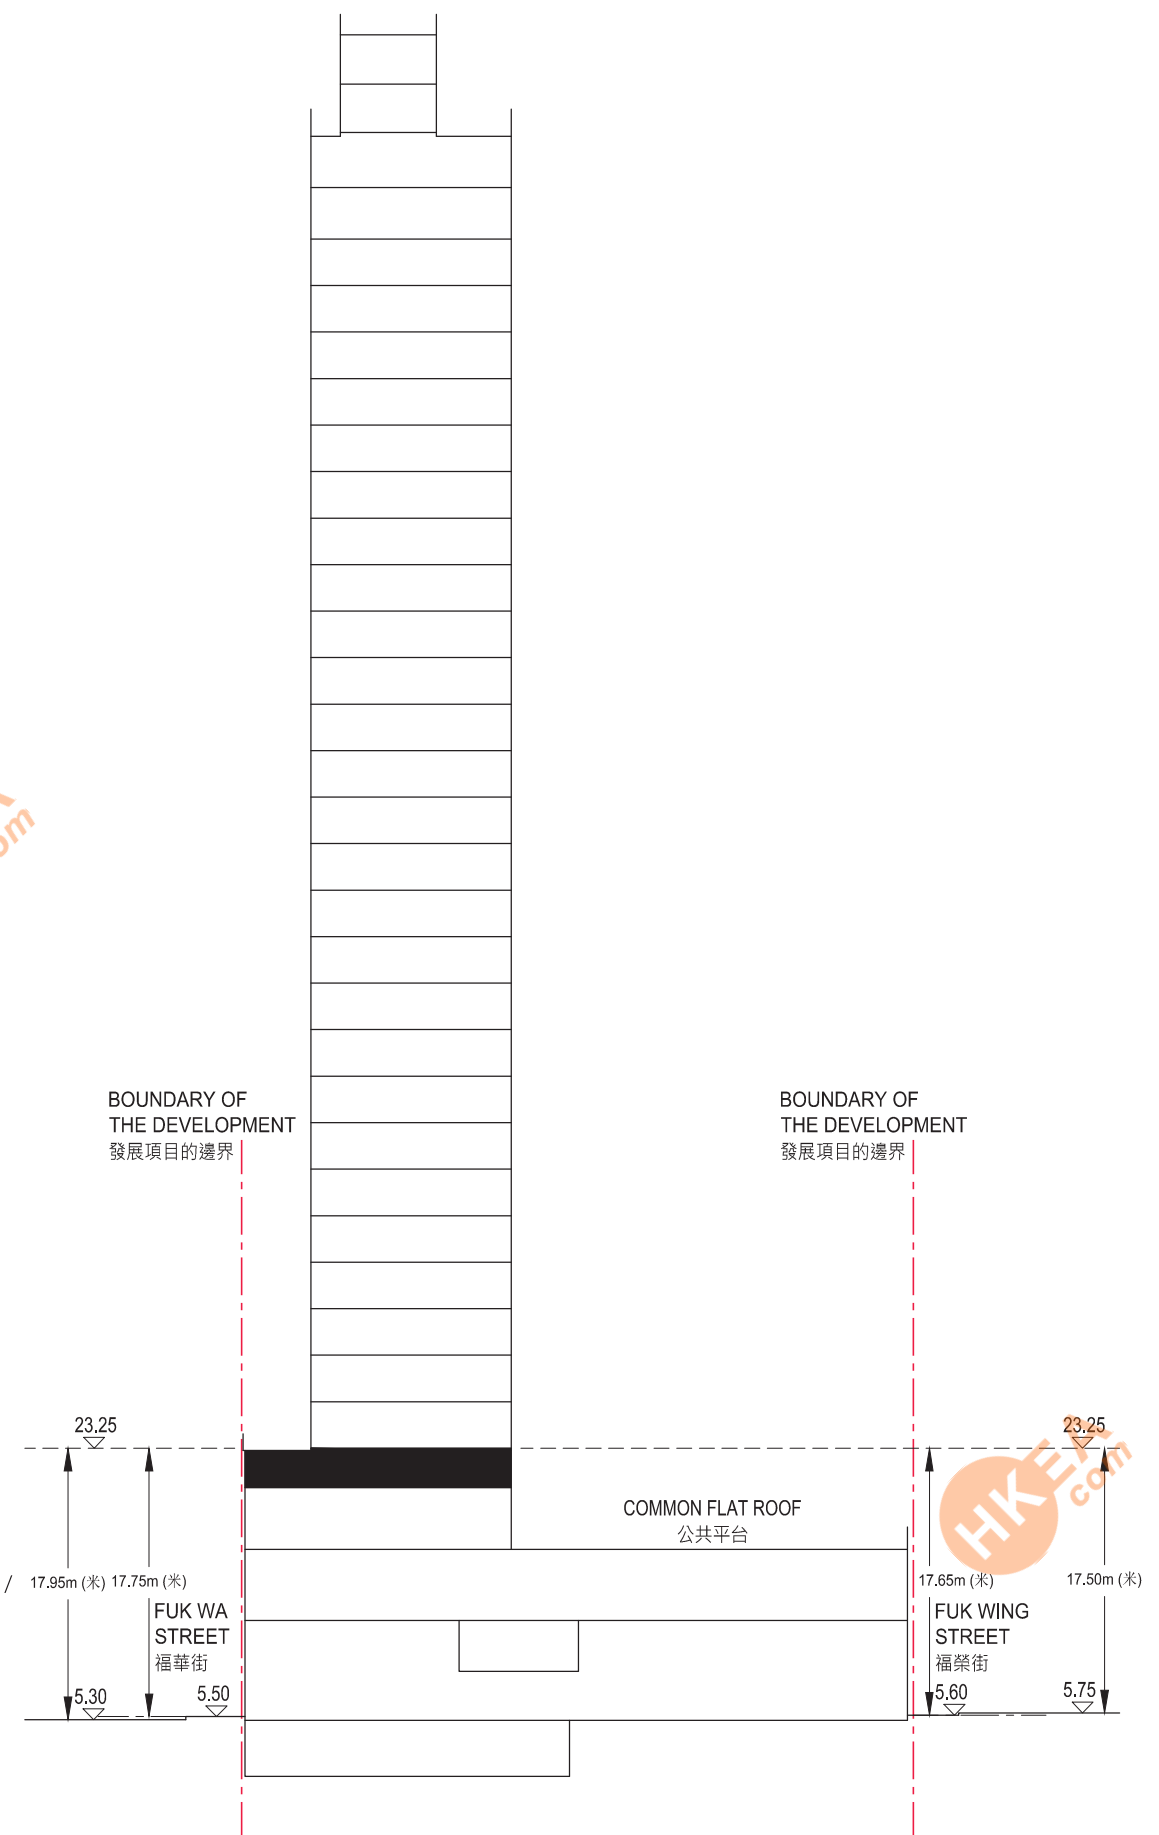 BOUNDARY OF
THE DEVELOPMENT
發展項目的邊界
BOUNDARY OF
THE DEVELOPMENT
發展項目的邊界
23.25
23.25
COMMON FLAT ROOF
公共平台
/
17.95m (米)
17.75m (米)
17.65m (米)
17.50m (米)
FUK WA
STREET
福華街
FUK WING
STREET
福榮街
5.30
5.50
5.60
5.75
HKEA
com
om